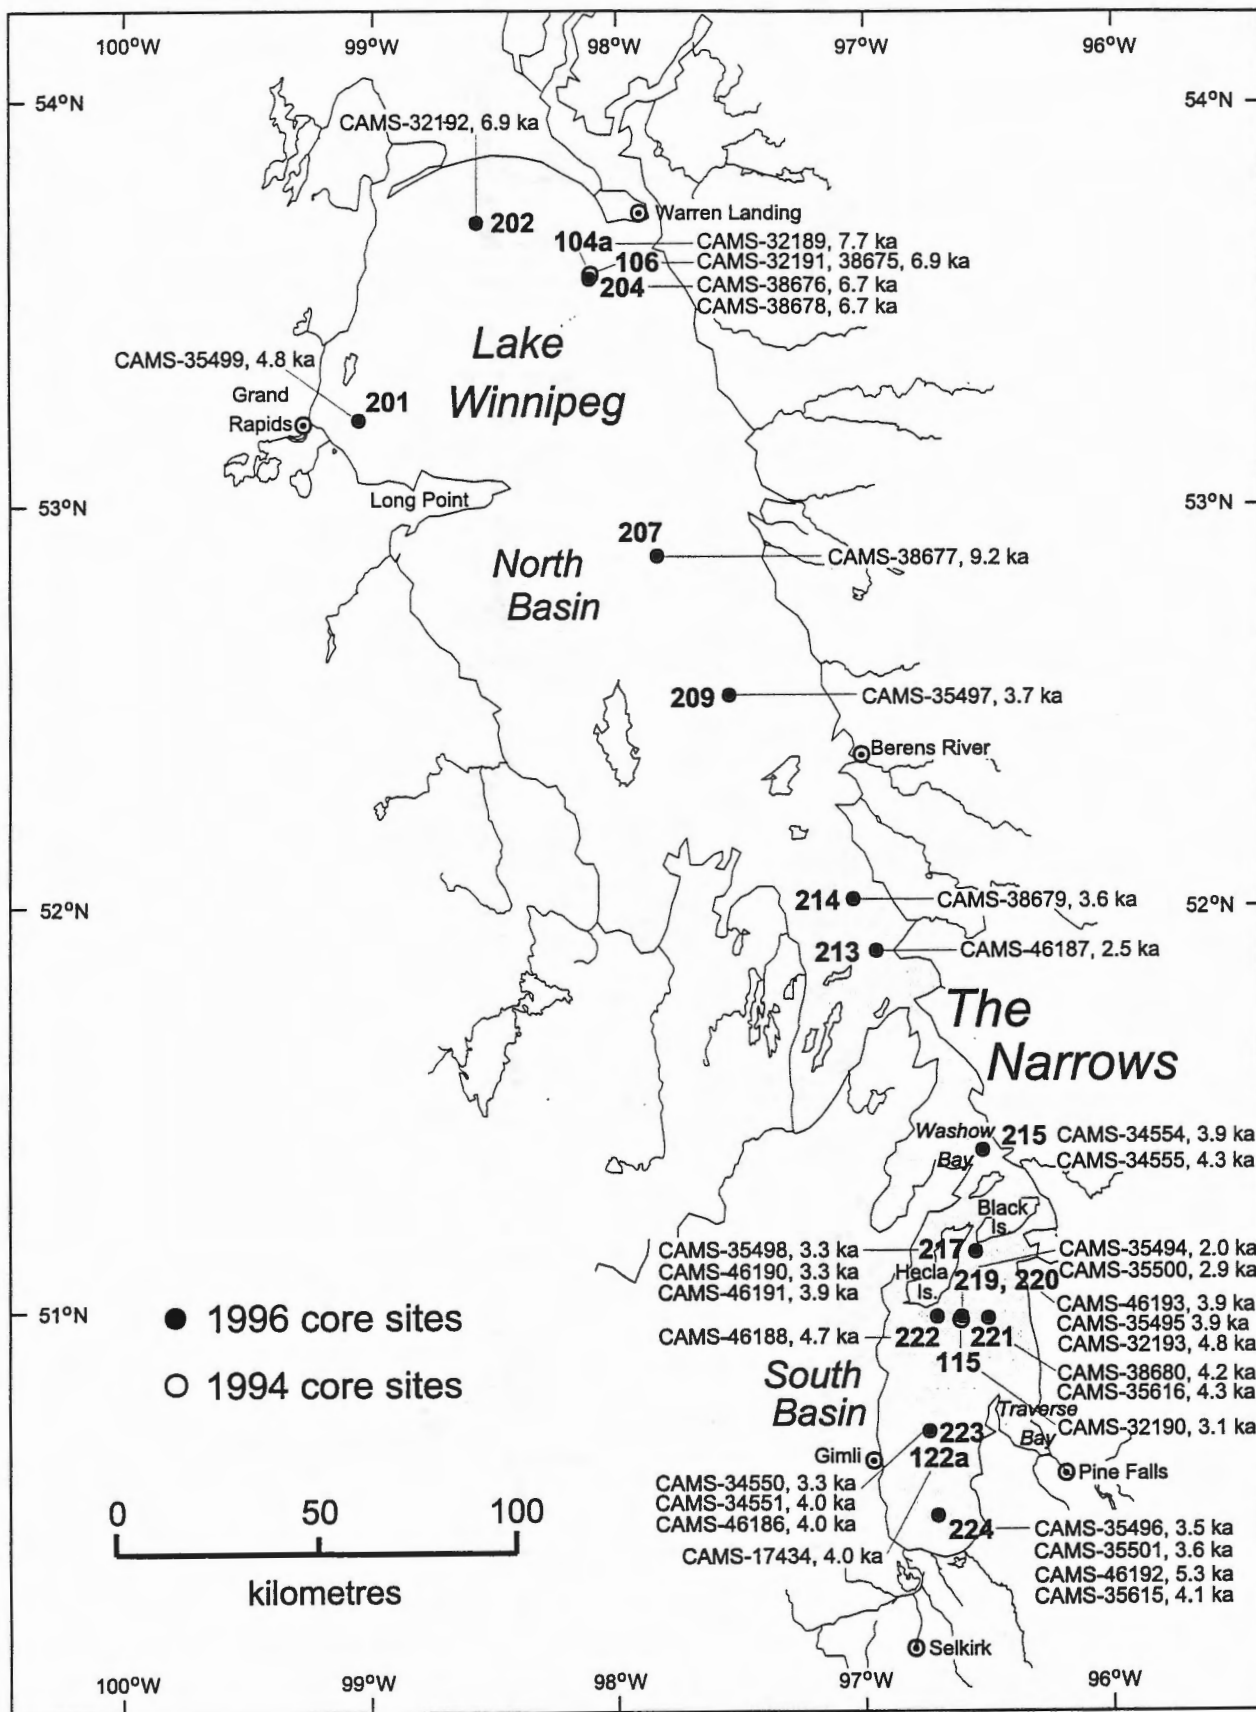 100°W 99°W 98°W 97°W 96°W
54°N 54°N
CAMS-32192, 6.9 ka
202
Warren Landing
104a CAMS-32189, 7.7 ka
106 CAMS-32191, 38675, 6.9 ka
204 CAMS-38676, 6.7 ka
CAMS-38678, 6.7 ka
Lake
Winnipeg
CAMS-35499, 4.8 ka
Grand
Rapids
201
Long Point
53°N 53°N
207
CAMS-38677, 9.2 ka
North
Basin
209 CAMS-35497, 3.7 ka
Berens River
214 CAMS-38679, 3.6 ka
52°N 52°N
213 CAMS-46187, 2.5 ka
The
Narrows
Washow
Bay
215 CAMS-34554, 3.9 ka
CAMS-34555, 4.3 ka
Black
Is.
CAMS-35498, 3.3 ka 217
CAMS-46190, 3.3 ka
CAMS-46191, 3.9 ka
Hecla
Is.
219, 220
CAMS-35494, 2.0 ka
CAMS-35500, 2.9 ka
CAMS-46193, 3.9 ka
CAMS-35495 3.9 ka
CAMS-32193, 4.8 ka
51°N
CAMS-46188, 4.7 ka 222 221
CAMS-38680, 4.2 ka
CAMS-35616, 4.3 ka
115
CAMS-32190, 3.1 ka
South
Basin
Traverse
Bay
223
Gimli
122a
Pine Falls
CAMS-34550, 3.3 ka
CAMS-34551, 4.0 ka
CAMS-46186, 4.0 ka
CAMS-17434, 4.0 ka
224 CAMS-35496, 3.5 ka
CAMS-35501, 3.6 ka
CAMS-46192, 5.3 ka
CAMS-35615, 4.1 ka
Selkirk
1996 core sites
1994 core sites
0 50 100
kilometres
100°W 99°W 98°W 97°W 96°W